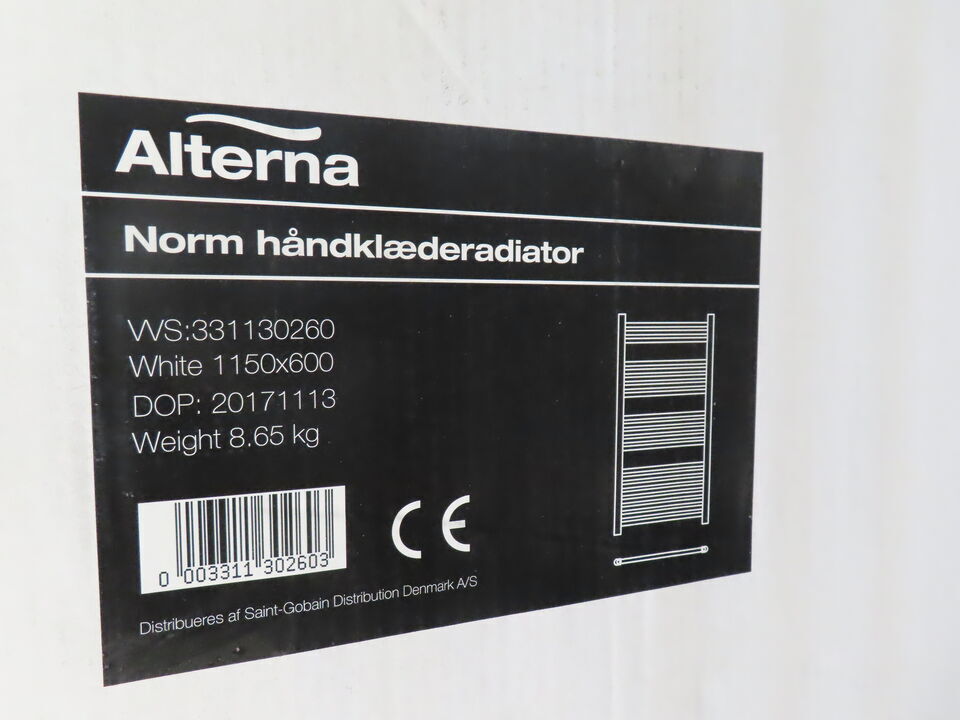 Alterna
Norm håndklæderadiator
VVS:331130260
White 1150x600
DOP: 20171113
Weight 8.65 kg
CE
0 003311 302603
Distribueres af Saint-Gobain Distribution Denmark A/S